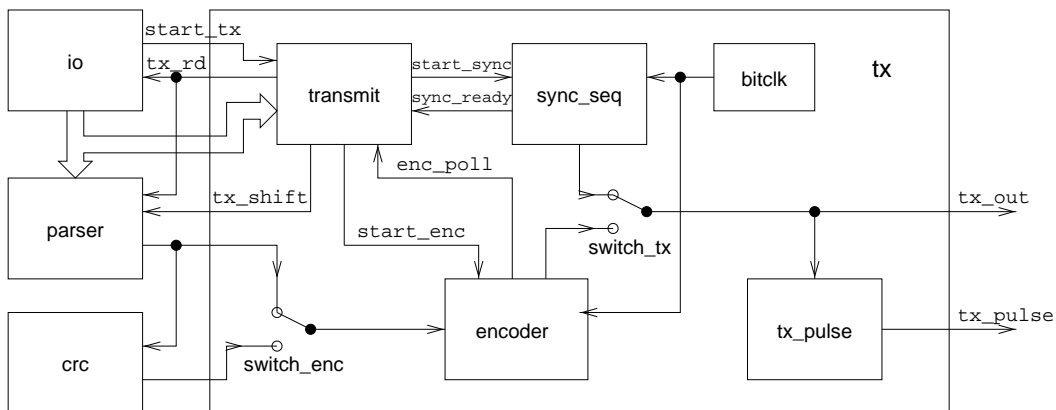 start_tx
io
tx_rd
transmit
start_sync
sync_ready
sync_seq
bitclk
tx
enc_poll
tx_shift
parser
start_enc
switch_tx
tx_out
encoder
tx_pulse
tx_pulse
crc
switch_enc